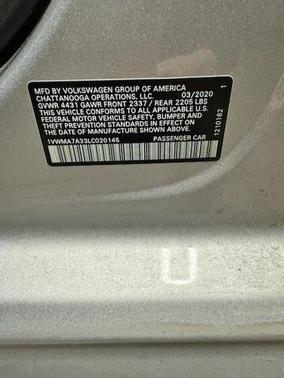 MFD BY VOLKSWAGEN GROUP OF AMERICA
CHATTANOOGA OPERATIONS, LLC. 03/2020
GVWR 4431 GAWR FRONT 2337 / REAR 2205 LBS
THIS VEHICLE CONFORMS TO ALL APPLICABLE U.S.
FEDERAL MOTOR VEHICLE SAFETY, BUMPER AND
THEFT PREVENTION STANDARDS IN EFFECT ON THE
DATE OF MANUFACTURE SHOWN ABOVE.
1VWMA7A33LC020145 PASSENGER CAR
1210162 1